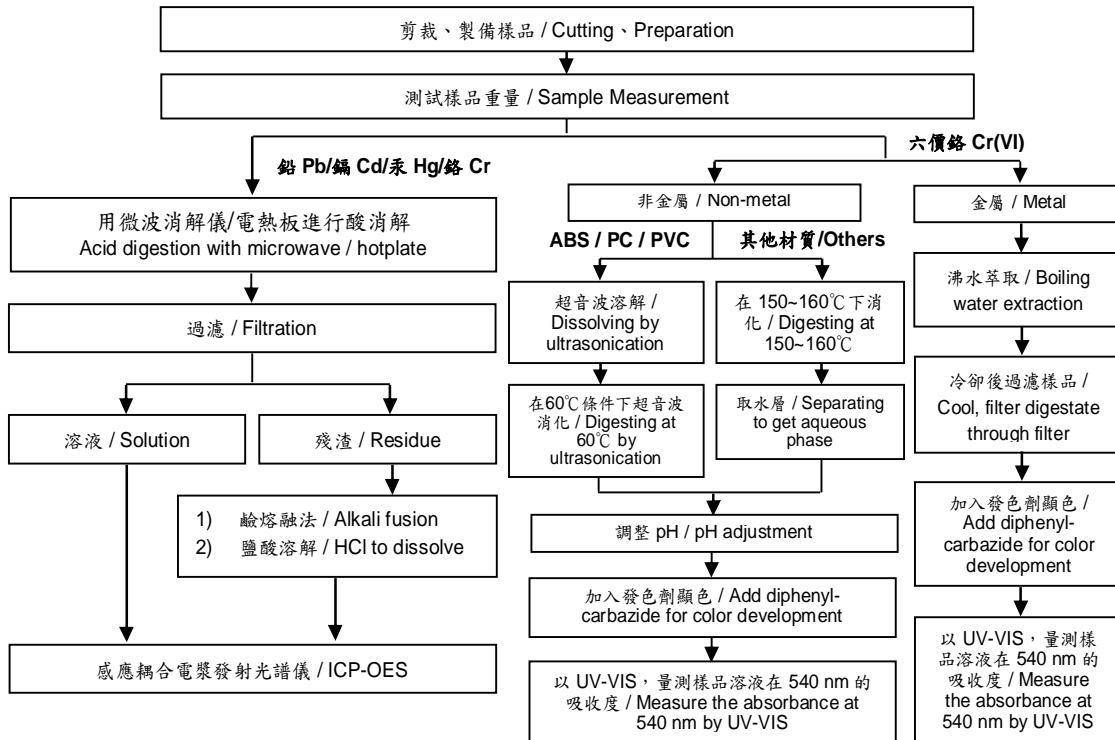 剪裁、製備樣品 / Cutting、Preparation
測試樣品重量 / Sample Measurement
鉛 Pb/鎘 Cd/汞 Hg/鉻 Cr
六價鉻 Cr(VI)
用微波消解儀/電熱板進行酸消解
Acid digestion with microwave / hotplate
過濾 / Filtration
溶液 / Solution
殘渣 / Residue
1) 鹼熔融法 / Alkali fusion
2) 鹽酸溶解 / HCl to dissolve
感應耦合電漿發射光譜儀 / ICP-OES
非金屬 / Non-metal
ABS / PC / PVC
其他材質/Others
超音波溶解 /
Dissolving by
ultrasonication
在 150~160℃下消
化 / Digesting at
150~160℃
在60℃條件下超音波
消化 / Digesting at
60℃ by
ultrasonication
取水層 / Separating
to get aqueous
phase
調整 pH / pH adjustment
加入發色劑顯色 / Add diphenyl-
carbazide for color development
以 UV-VIS，量測樣品溶液在 540 nm 的
吸收度 / Measure the absorbance at
540 nm by UV-VIS
金屬 / Metal
沸水萃取 / Boiling
water extraction
冷卻後過濾樣品 /
Cool, filter digestate
through filter
加入發色劑顯色 /
Add diphenyl-
carbazide for color
development
以 UV-VIS，量測樣
品溶液在 540 nm 的
吸收度 / Measure
the absorbance at
540 nm by UV-VIS